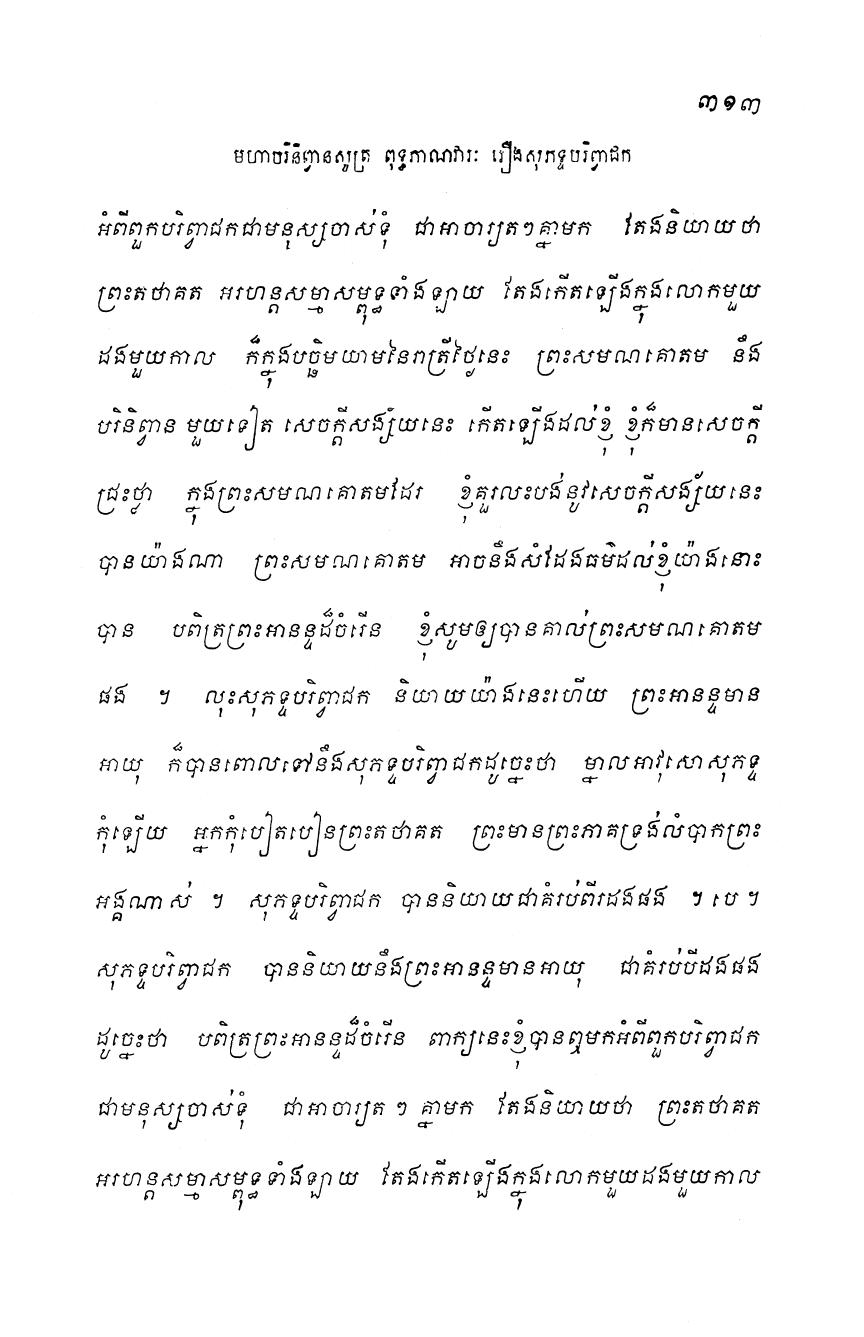 ៣១៣
មហាបរិនិព្វានសូត្រ ពុទ្ធភាណវារៈ រឿងសុភទ្ទបរិព្វាជក
អំពីពួកបរិព្វាជកជាមនុស្សចាស់ទុំ ជាអាចារ្យតៗគ្នាមក តែងនិយាយថា
ព្រះតថាគត អរហន្តសម្មាសម្ពុទ្ធទាំងឡាយ តែងកើតឡើងក្នុងលោកមួយ
ដងមួយកាល ក៏ក្នុងបច្ឆិមយាមនៃរាត្រីថ្ងៃនេះ ព្រះសមណគោតម នឹង
បរិនិព្វាន មួយទៀត សេចក្តីសង្ស័យនេះ កើតឡើងដល់ខ្ញុំ ខ្ញុំក៏មានសេចក្តី
ជ្រះថ្លា ក្នុងព្រះសមណគោតមដែរ ខ្ញុំគួរលះបង់នូវសេចក្តីសង្ស័យនេះ
បានយ៉ាងណា ព្រះសមណគោតម អាចនឹងសំដែងធម៌ដល់ខ្ញុំយ៉ាងនោះ
បាន បពិត្រព្រះអានន្ទដ៏ចំរើន ខ្ញុំសូមឲ្យបានគាល់ព្រះសមណគោតម
ផង ។ លុះសុភទ្ទបរិព្វាជក និយាយយ៉ាងនេះហើយ ព្រះអានន្ទមាន
អាយុ ក៏បានពោលទៅនឹងសុភទ្ទបរិព្វាជកដូច្នេះថា ម្នាលអាវុសោសុភទ្ទ
កុំឡើយ អ្នកកុំបៀតបៀនព្រះតថាគត ព្រះមានព្រះភាគទ្រង់លំបាកព្រះ
អង្គណាស់ ។ សុភទ្ទបរិព្វាជក បាននិយាយជាគំរប់ពីរដងផង ។ បេ ។
សុភទ្ទបរិព្វាជក បាននិយាយនឹងព្រះអានន្ទមានអាយុ ជាគំរប់បីដងផង
ដូច្នេះថា បពិត្រព្រះអានន្ទដ៏ចំរើន ពាក្យនេះខ្ញុំបានឮមកអំពីពួកបរិព្វាជក
ជាមនុស្សចាស់ទុំ ជាអាចារ្យត ៗ គ្នាមក តែងនិយាយថា ព្រះតថាគត
អរហន្តសម្មាសម្ពុទ្ធទាំងឡាយ តែងកើតឡើងក្នុងលោកមួយដងមួយកាល